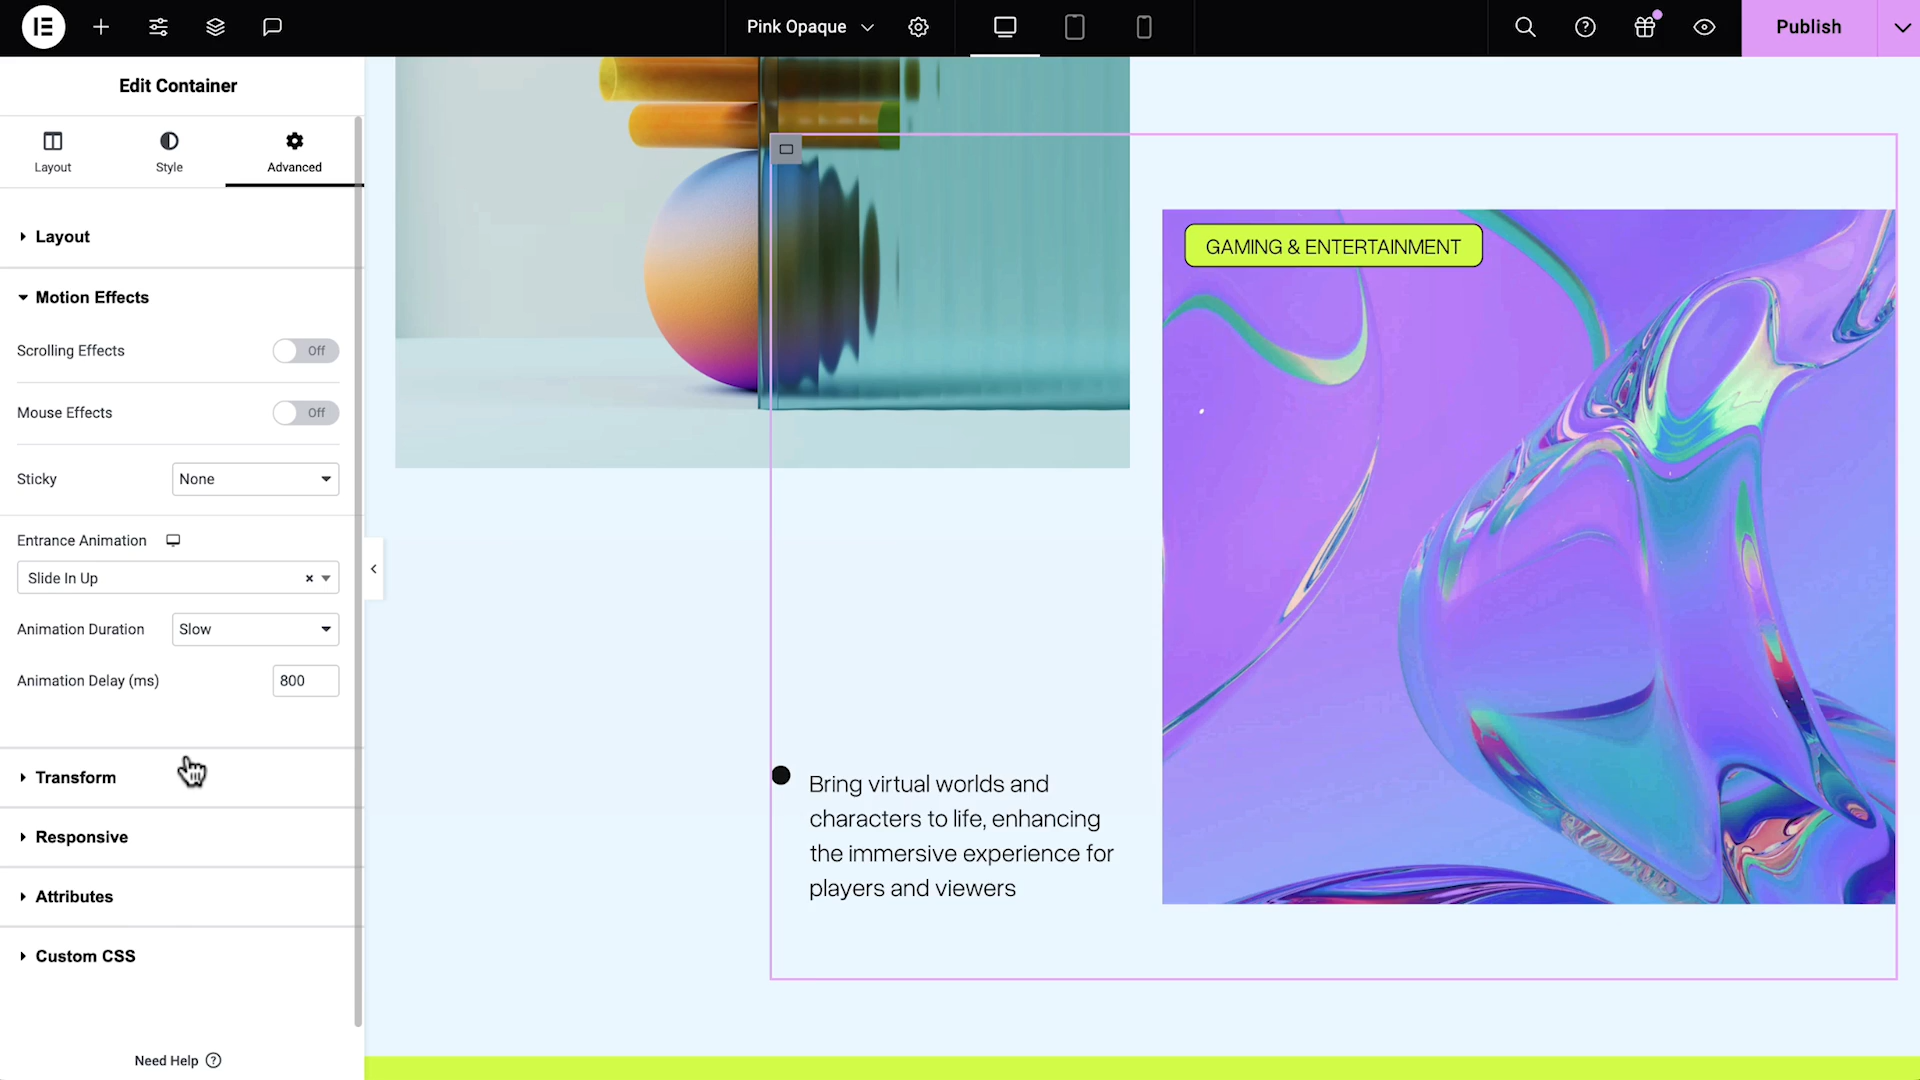 Pink Opaque
Publish
Edit Container
Layout
Style
Advanced
Layout
Motion Effects
Scrolling Effects
Off
Mouse Effects
Off
Sticky
None
Entrance Animation
Slide In Up
×
Animation Duration
Slow
Animation Delay (ms)
800
Transform
Responsive
Attributes
Custom CSS
Need Help
GAMING & ENTERTAINMENT
Bring virtual worlds and
characters to life, enhancing
the immersive experience for
players and viewers